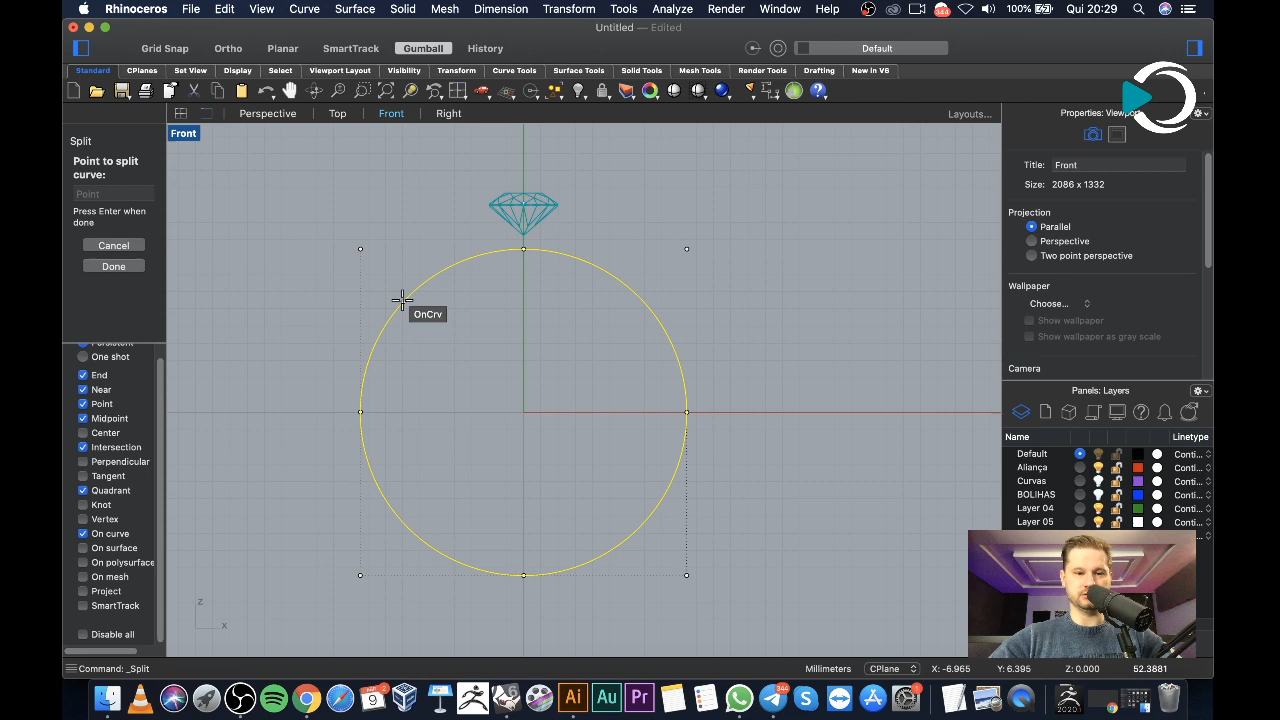 Rhinoceros File Edit View Curve Surface Solid Mesh Dimension Transform Tools Analyze Render Window Help 344 100% Qui 20:29
Untitled — Edited
Grid Snap Ortho Planar SmartTrack Gumball History Default
Standard CPlanes Set View Display Select Viewport Layout Visibility Transform Curve Tools Surface Tools Solid Tools Mesh Tools Render Tools Drafting New in V6
Perspective Top Front Right Layouts...
Front
Split
Point to split
curve:
Point
Press Enter when
done
Cancel
Done
Persistent
One shot
End
Near
Point
Midpoint
Center
Intersection
Perpendicular
Tangent
Quadrant
Knot
Vertex
On curve
On surface
On polysurface
On mesh
Project
SmartTrack
Disable all
OnCrv
z
x
Properties: Viewport
Title: Front
Size: 2086 x 1332
Projection
Parallel
Perspective
Two point perspective
Wallpaper
Choose...
Show wallpaper
Show wallpaper as gray scale
Camera
Panels: Layers
Name Linetype
Default Conti...
Aliança Conti...
Curvas Conti...
BOLIHAS Conti...
Layer 04 Conti...
Layer 05 Conti...
Command: _Split Millimeters CPlane X: -6.965 Y: 6.395 Z: 0.000 52.3881
9 6 Ai Au Pr 344 1 2020.1